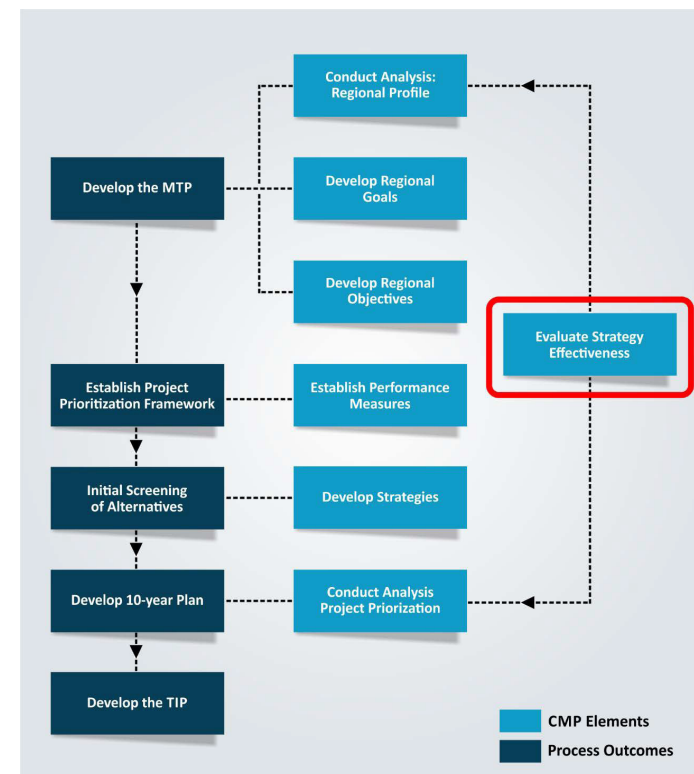 Conduct Analysis:
Regional Profile
Develop the MTP
Develop Regional
Goals
Develop Regional
Objectives
Evaluate Strategy
Effectiveness
Establish Project
Prioritization Framework
Establish Performance
Measures
Initial Screening
of Alternatives
Develop Strategies
Develop 10-year Plan
Conduct Analysis
Project Priorization
Develop the TIP
CMP Elements
Process Outcomes